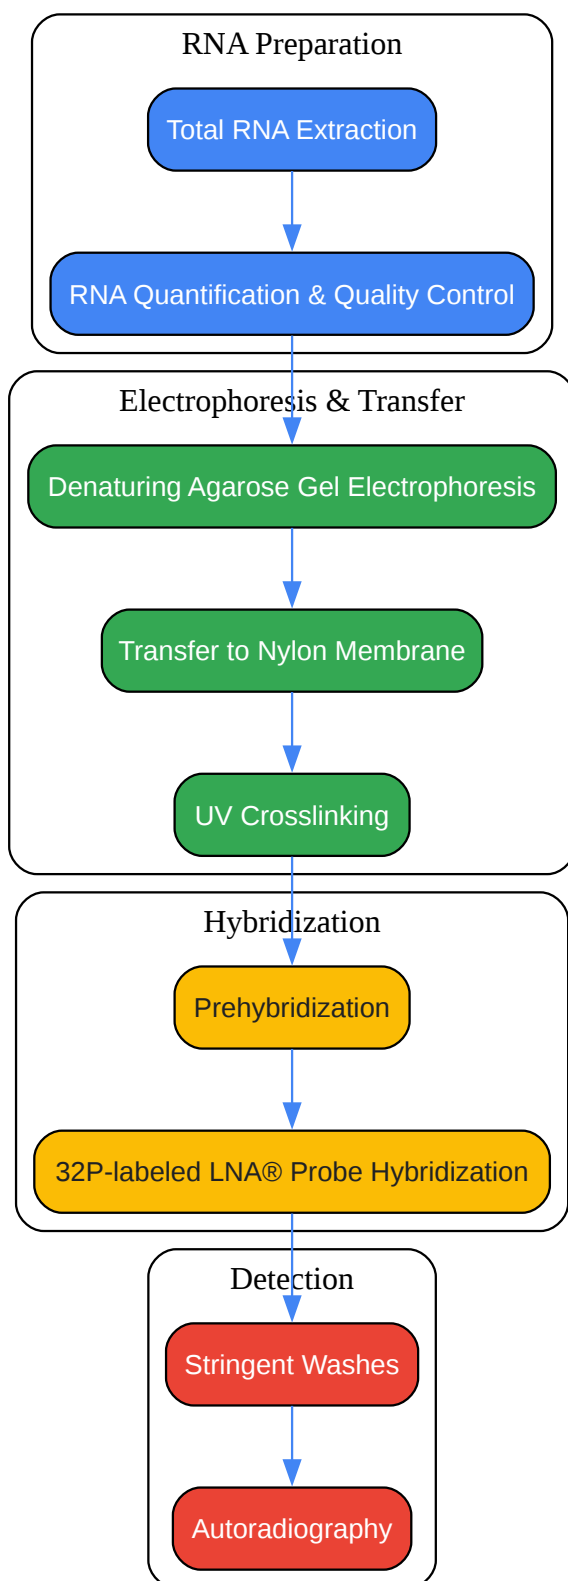 RNA Preparation
Total RNA Extraction
RNA Quantification & Quality Control
Electrophoresis & Transfer
Denaturing Agarose Gel Electrophoresis
Transfer to Nylon Membrane
UV Crosslinking
Hybridization
Prehybridization
32P-labeled LNA® Probe Hybridization
Detection
Stringent Washes
Autoradiography